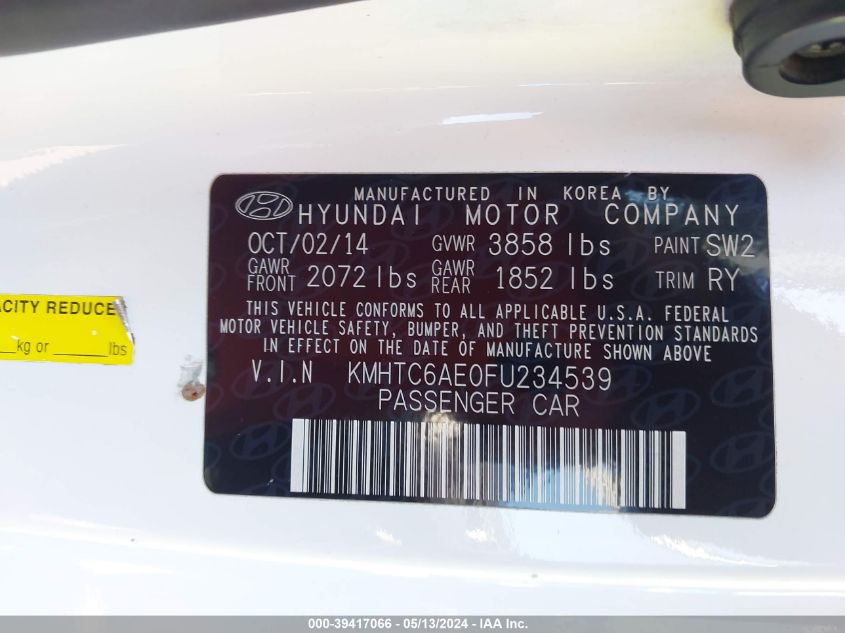 MANUFACTURED IN KOREA BY
HYUNDAI MOTOR COMPANY
OCT/02/14 GVWR 3858 lbs PAINT SW2
GAWR FRONT 2072 lbs GAWR REAR 1852 lbs TRIM RY
THIS VEHICLE CONFORMS TO ALL APPLICABLE U.S.A. FEDERAL
MOTOR VEHICLE SAFETY, BUMPER, AND THEFT PREVENTION STANDARDS
IN EFFECT ON THE DATE OF MANUFACTURE SHOWN ABOVE
V.I.N KMHTC6AE0FU234539
PASSENGER CAR
ACITY REDUCE
__kg or ______lbs
000-39417066 - 05/13/2024 - IAA Inc.